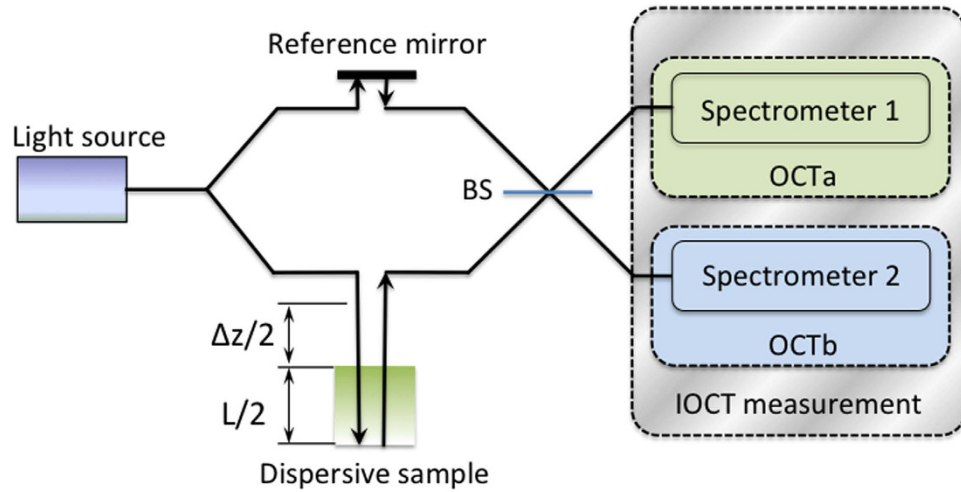 Reference mirror
Light source
Spectrometer 1
OCTa
BS
Spectrometer 2
OCTb
Δz/2
L/2
IOCT measurement
Dispersive sample